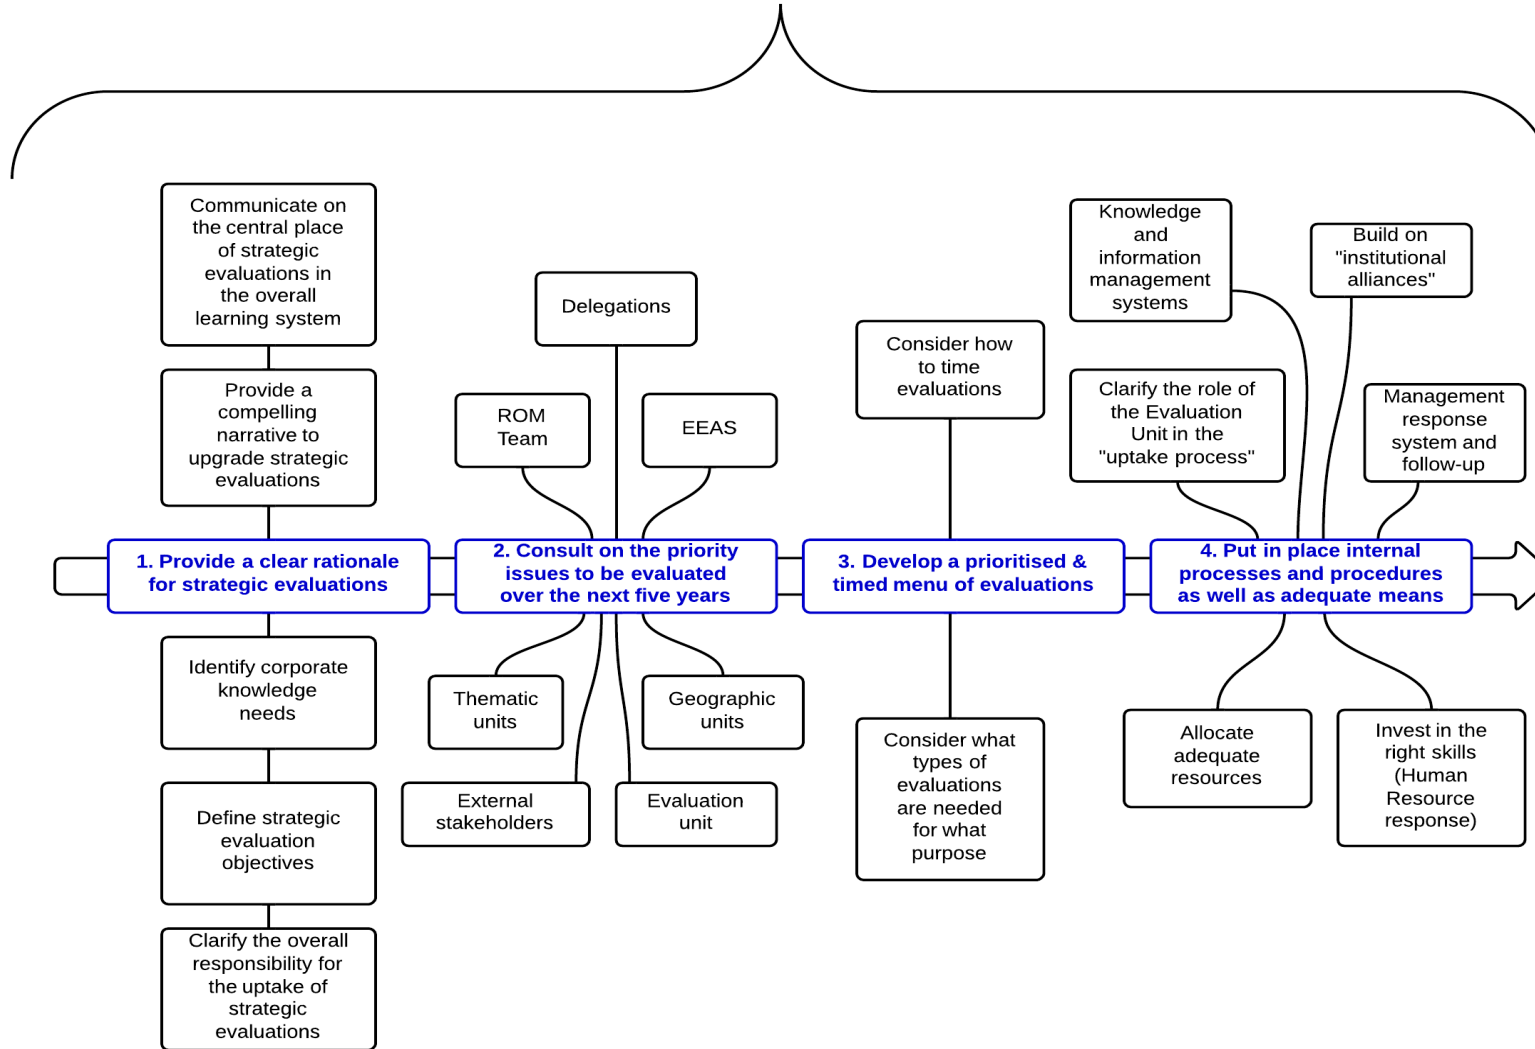 Communicate on
the central place
of strategic
evaluations in
the overall
learning system
Provide a
compelling
narrative to
upgrade strategic
evaluations
1. Provide a clear rationale
for strategic evaluations
Identify corporate
knowledge
needs
Define strategic
evaluation
objectives
Clarify the overall
responsibility for
the uptake of
strategic
evaluations
Delegations
ROM
Team
EEAS
2. Consult on the priority
issues to be evaluated
over the next five years
Thematic
units
Geographic
units
External
stakeholders
Evaluation
unit
Consider how
to time
evaluations
3. Develop a prioritised &
timed menu of evaluations
Consider what
types of
evaluations
are needed
for what
purpose
Knowledge
and
information
management
systems
Build on
"institutional
alliances"
Clarify the role of
the Evaluation
Unit in the
"uptake process"
Management
response
system and
follow-up
4. Put in place internal
processes and procedures
as well as adequate means
Allocate
adequate
resources
Invest in the
right skills
(Human
Resource
response)